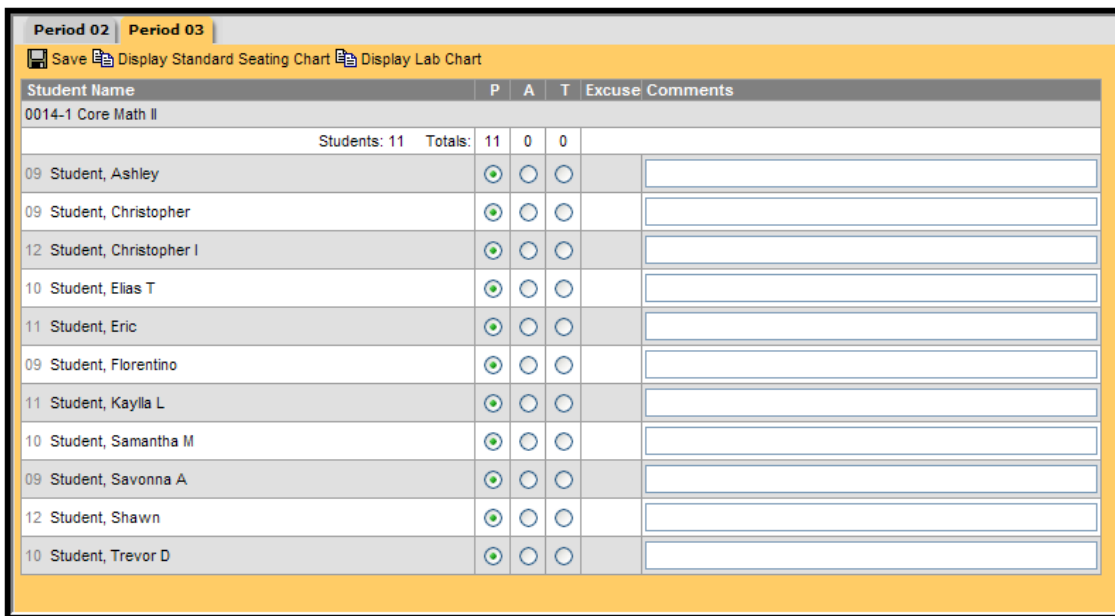 Period 02 Period 03
Save Display Standard Seating Chart Display Lab Chart
Student Name P A T Excuse Comments
0014-1 Core Math II
Students: 11 Totals: 11 0 0
09 Student, Ashley
09 Student, Christopher
12 Student, Christopher I
10 Student, Elias T
11 Student, Eric
09 Student, Florentino
11 Student, Kaylla L
10 Student, Samantha M
09 Student, Savonna A
12 Student, Shawn
10 Student, Trevor D